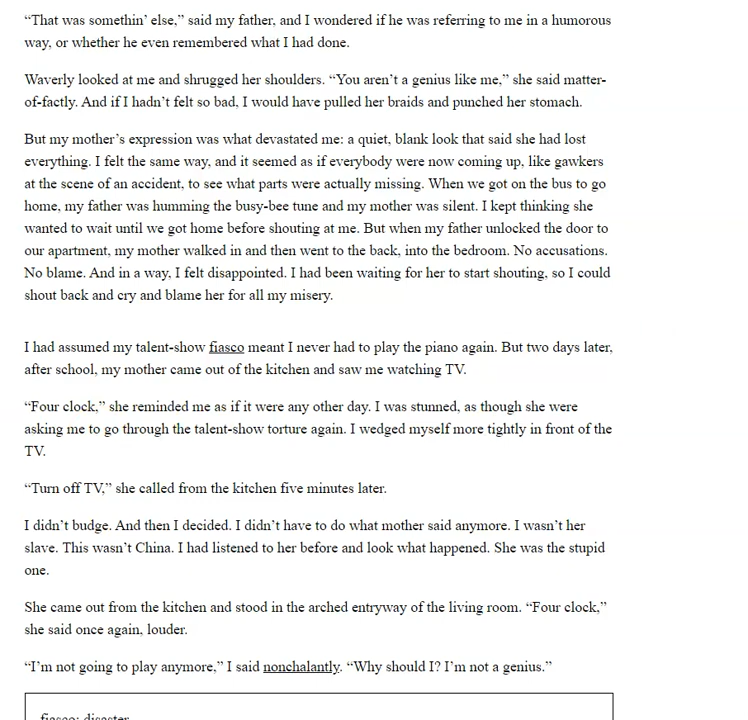 “That was somethin’ else,” said my father, and I wondered if he was referring to me in a humorous
way, or whether he even remembered what I had done.
Waverly looked at me and shrugged her shoulders. “You aren’t a genius like me,” she said matter-
of-factly. And if I hadn’t felt so bad, I would have pulled her braids and punched her stomach.
But my mother’s expression was what devastated me: a quiet, blank look that said she had lost
everything. I felt the same way, and it seemed as if everybody were now coming up, like gawkers
at the scene of an accident, to see what parts were actually missing. When we got on the bus to go
home, my father was humming the busy-bee tune and my mother was silent. I kept thinking she
wanted to wait until we got home before shouting at me. But when my father unlocked the door to
our apartment, my mother walked in and then went to the back, into the bedroom. No accusations.
No blame. And in a way, I felt disappointed. I had been waiting for her to start shouting, so I could
shout back and cry and blame her for all my misery.
I had assumed my talent-show fiasco meant I never had to play the piano again. But two days later,
after school, my mother came out of the kitchen and saw me watching TV.
“Four clock,” she reminded me as if it were any other day. I was stunned, as though she were
asking me to go through the talent-show torture again. I wedged myself more tightly in front of the
TV.
“Turn off TV,” she called from the kitchen five minutes later.
I didn’t budge. And then I decided. I didn’t have to do what mother said anymore. I wasn’t her
slave. This wasn’t China. I had listened to her before and look what happened. She was the stupid
one.
She came out from the kitchen and stood in the arched entryway of the living room. “Four clock,”
she said once again, louder.
“I’m not going to play anymore,” I said nonchalantly. “Why should I? I’m not a genius.”
fiasco: disaster